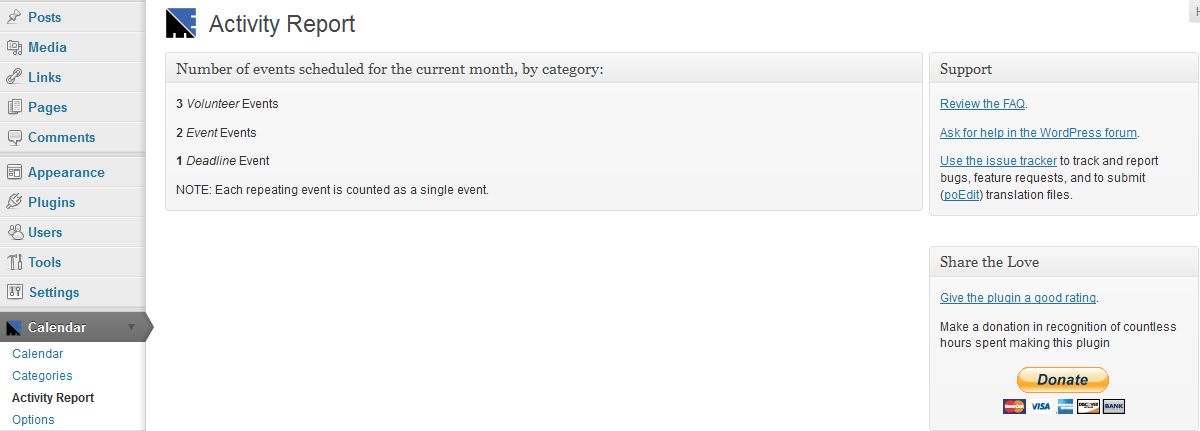 Posts
Media
Links
Pages
Comments
Appearance
Plugins
Users
Tools
Settings
Calendar
Calendar
Categories
Activity Report
Options
Activity Report
Number of events scheduled for the current month, by category:
3 Volunteer Events
2 Event Events
1 Deadline Event
NOTE: Each repeating event is counted as a single event.
Support
Review the FAQ.
Ask for help in the WordPress forum.
Use the issue tracker to track and report
bugs, feature requests, and to submit
(poEdit) translation files.
Share the Love
Give the plugin a good rating.
Make a donation in recognition of countless
hours spent making this plugin
Donate
VISA
BANK